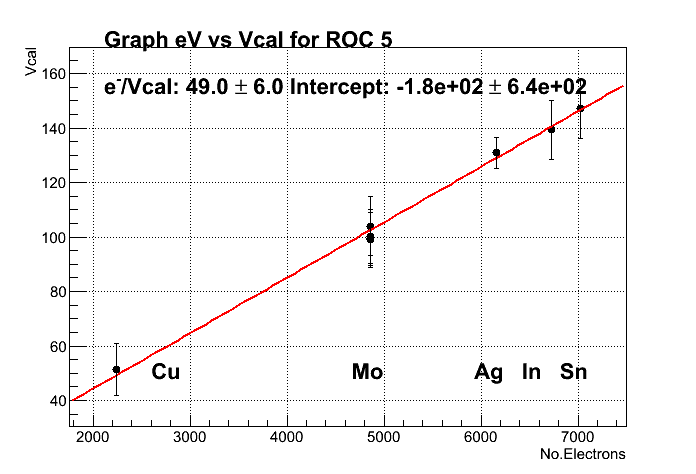 Graph eV vs Vcal for ROC 5
Vcal
e⁻/Vcal: 49.0 ± 6.0 Intercept: -1.8e+02 ± 6.4e+02
160
140
120
100
80
60
40
Cu Mo Ag In Sn
2000 3000 4000 5000 6000 7000
No.Electrons